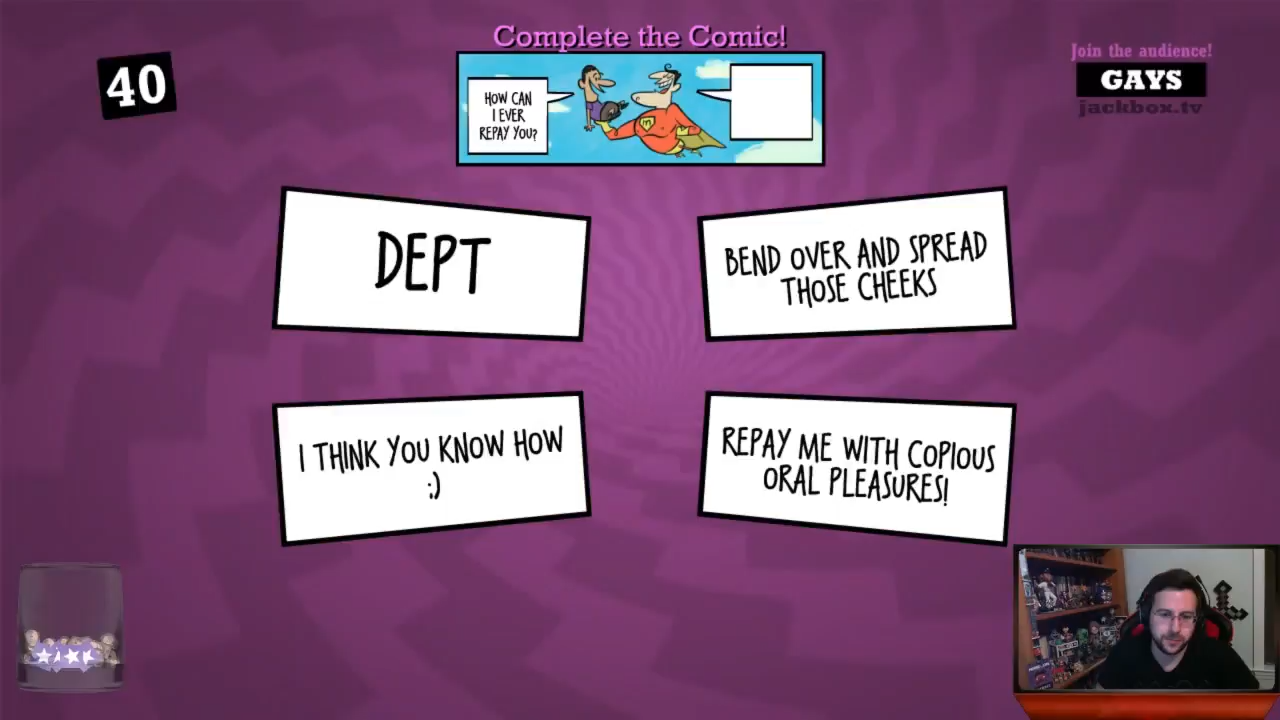 Complete the Comic!
40
Join the audience!
GAYS
jackbox.tv
HOW CAN
I EVER
REPAY YOU?
DEPT
BEND OVER AND SPREAD
THOSE CHEEKS
I THINK YOU KNOW HOW
:)
REPAY ME WITH COPIOUS
ORAL PLEASURES!